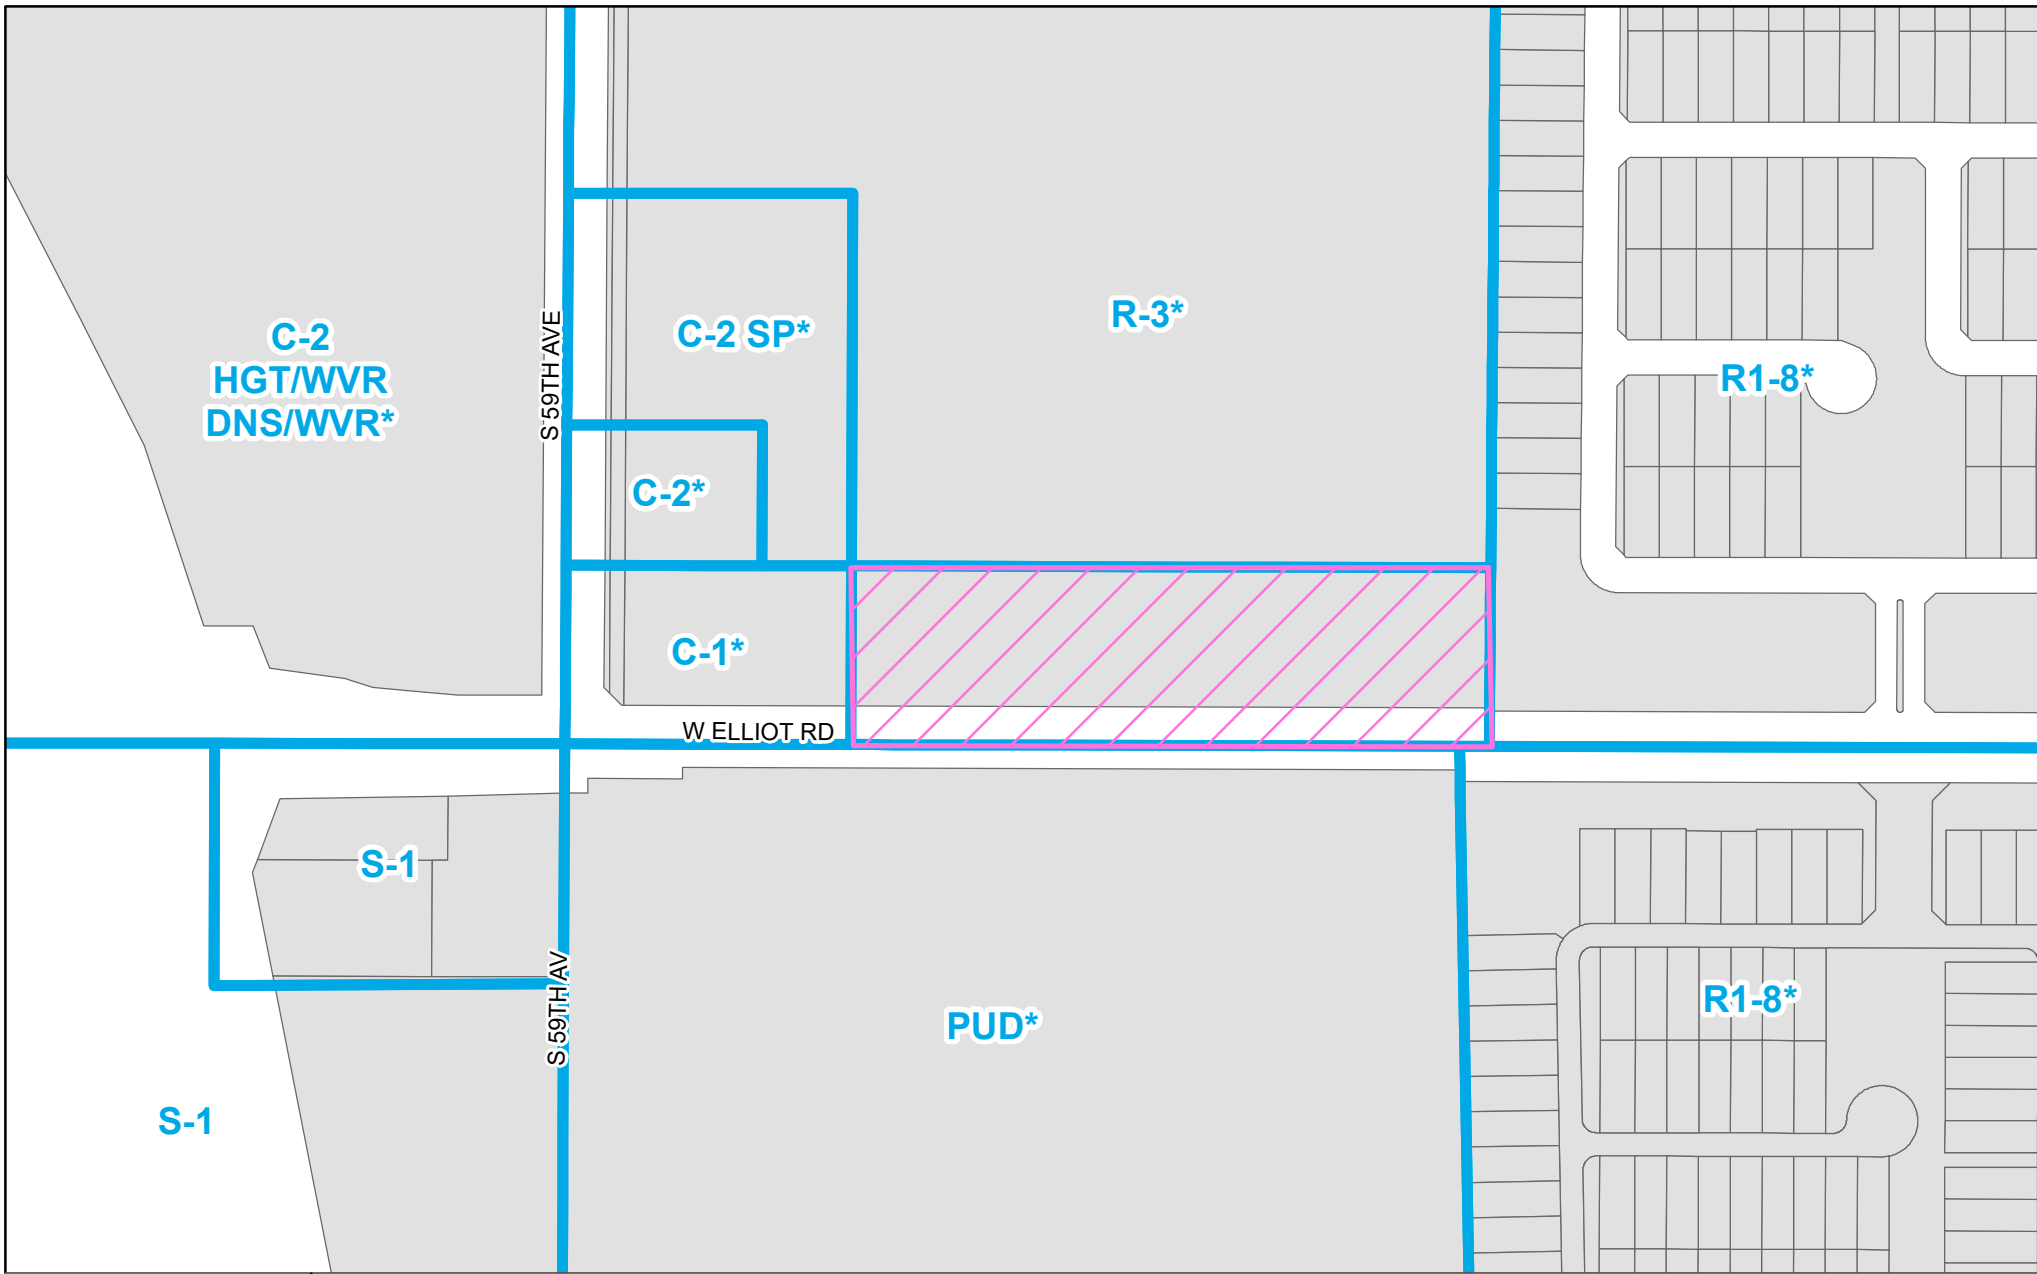 C-2
HGT/WVR
DNS/WVR*
S 59TH AVE
C-2 SP*
R-3*
R1-8*
C-2*
C-1*
W ELLIOT RD
S-1
S 59TH AV
PUD*
R1-8*
S-1